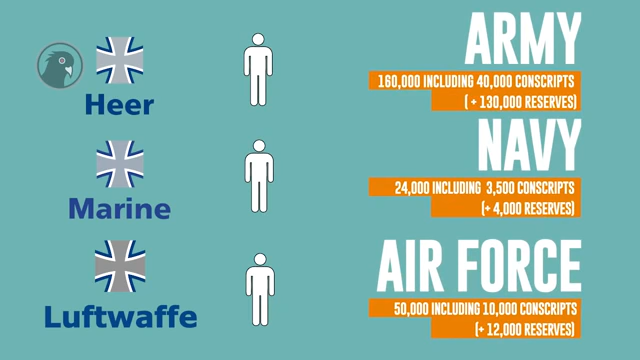 Heer
ARMY
160,000 INCLUDING 40,000 CONSCRIPTS
( + 130,000 RESERVES)
Marine
NAVY
24,000 INCLUDING 3,500 CONSCRIPTS
(+ 4,000 RESERVES)
Luftwaffe
AIR FORCE
50,000 INCLUDING 10,000 CONSCRIPTS
(+ 12,000 RESERVES)